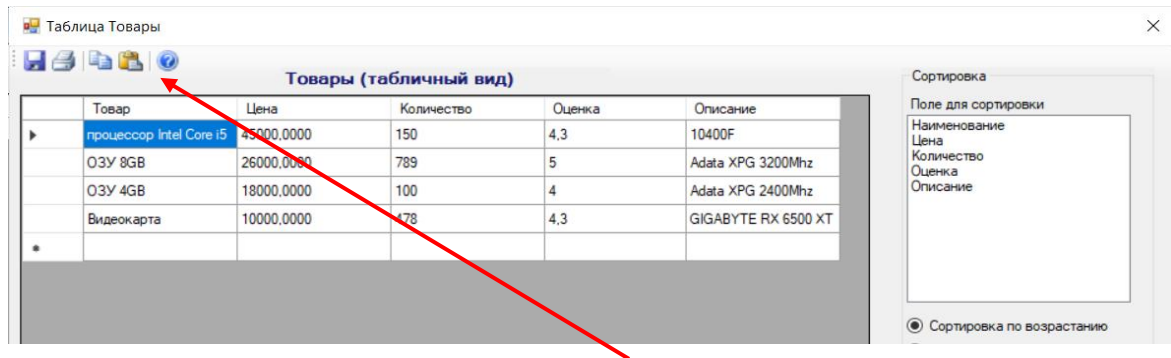 Таблица Товары
Товары (табличный вид)
Сортировка
Поле для сортировки
Товар Цена Количество Оценка Описание
процессор Intel Core i5 45000,0000 150 4,3 10400F
ОЗУ 8GB 26000,0000 789 5 Adata XPG 3200Mhz
ОЗУ 4GB 18000,0000 100 4 Adata XPG 2400Mhz
Видеокарта 10000,0000 478 4,3 GIGABYTE RX 6500 XT
Наименование
Цена
Количество
Оценка
Описание
Сортировка по возрастанию